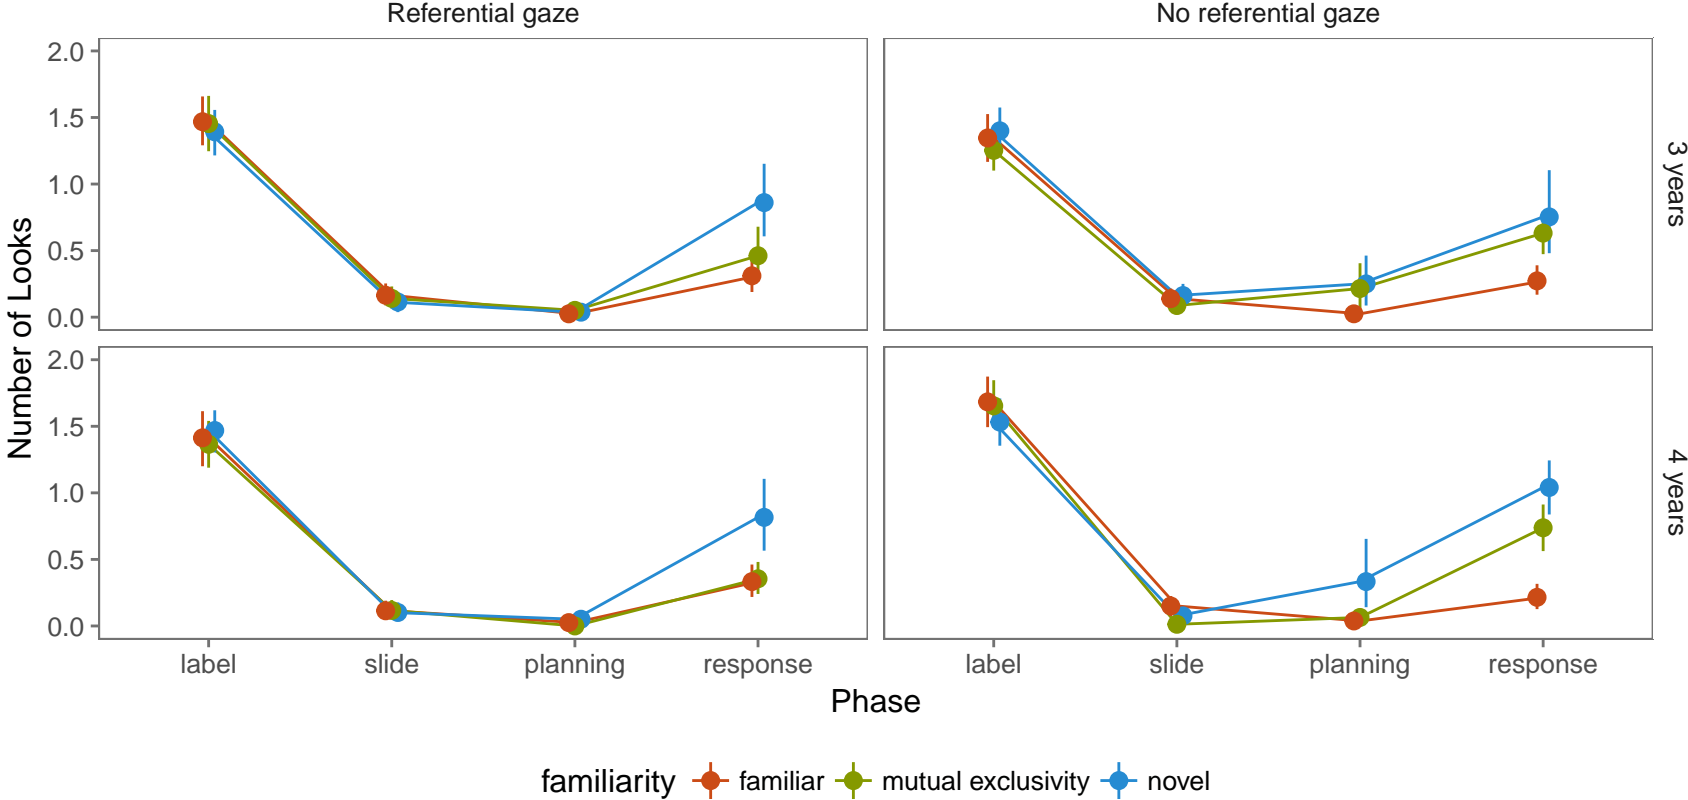 Referential gaze
No referential gaze
Number of Looks
2.0
1.5
1.0
0.5
0.0
3 years
2.0
1.5
1.0
0.5
0.0
4 years
label slide planning response
label slide planning response
Phase
familiarity familiar mutual exclusivity novel